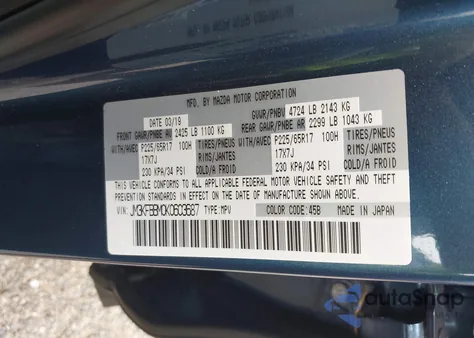 MFD. BY MAZDA MOTOR CORPORATION
DATE 03/19
GVWR/PNBV 4724 LB 2143 KG
FRONT GAWR/PNBE AV 2425 LB 1100 KG
REAR GAWR/PNBE AR 2299 LB 1043 KG
WITH/AVEC P225/65R17 100H TIRES/PNEUS
17X7J RIMS/JANTES
230 KPA/34 PSI COLD/A FROID
WITH/AVEC P225/65R17 100H TIRES/PNEUS
17X7J RIMS/JANTES
230 KPA/34 PSI COLD/A FROID
THIS VEHICLE CONFORMS TO ALL APPLICABLE FEDERAL MOTOR VEHICLE SAFETY, BUMPER, AND
THEFT PREVENTION STANDARDS IN EFFECT ON THE DATE OF MANUFACTURE SHOWN ABOVE.
VIN: JM3KFBBM0K0603687 TYPE:MPV
COLOR CODE:45B
MADE IN JAPAN
autoSnap